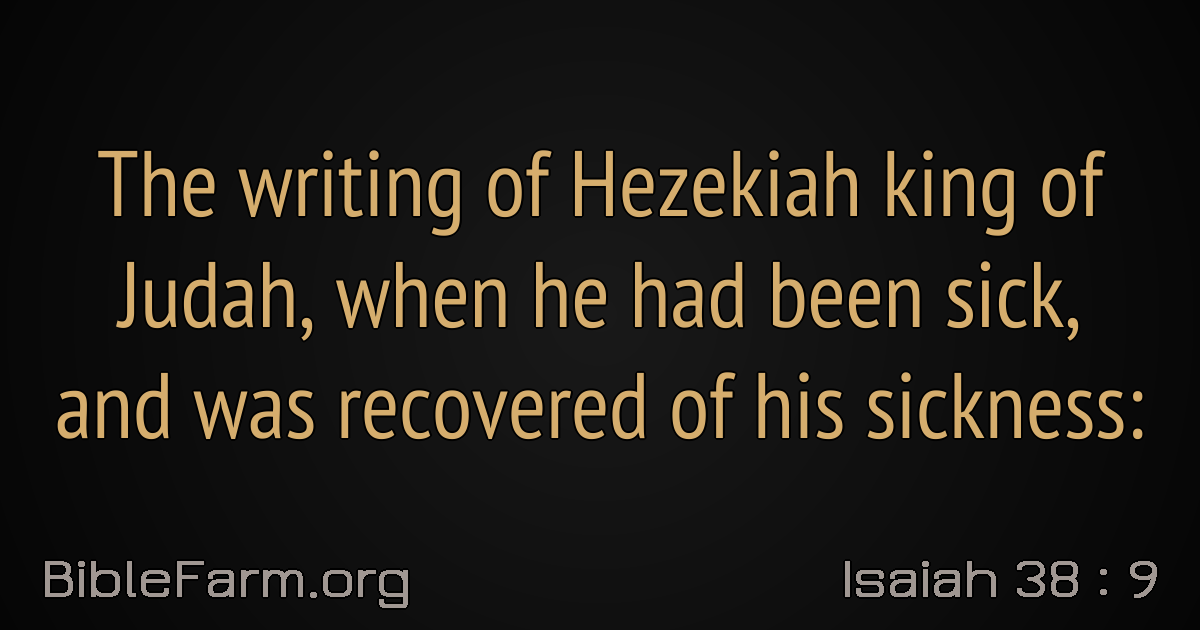 The writing of Hezekiah king of
Judah, when he had been sick,
and was recovered of his sickness:
BibleFarm.org
Isaiah 38 : 9